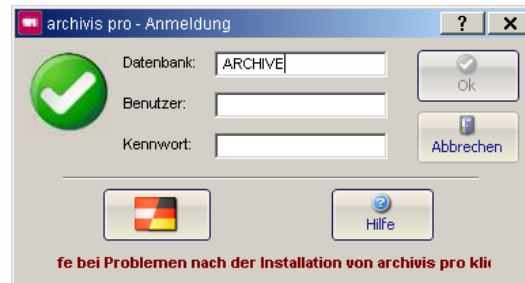 archivis pro - Anmeldung
Datenbank: ARCHIVE
Ok
Benutzer:
Kennwort:
Abbrechen
Hilfe
fe bei Problemen nach der Installation von archivis pro